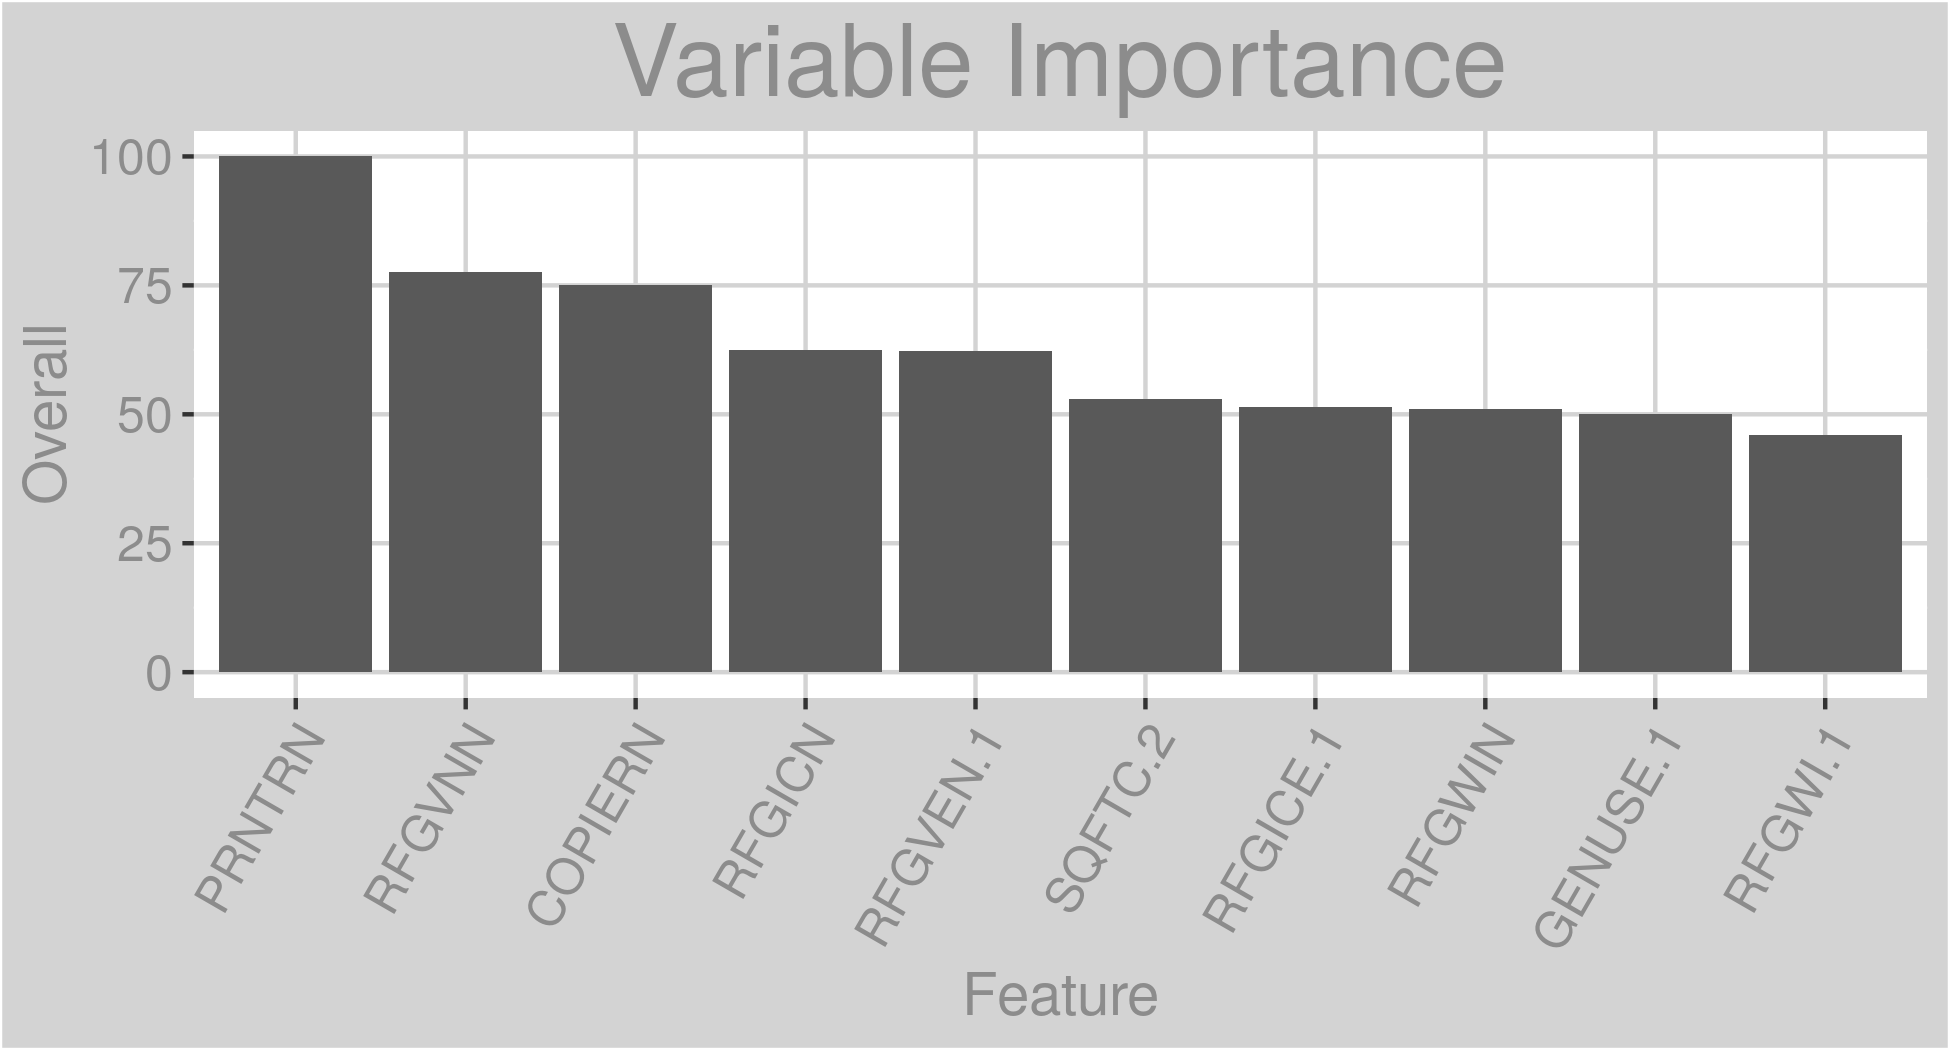 Variable Importance
100
75
50
25
0
Overall
PRNTRN
RFGVNN
COPIERN
RFGICN
RFGVEN.1
SQFTC.2
RFGICE.1
RFGWIN
GENUSE.1
RFGWI.1
Feature